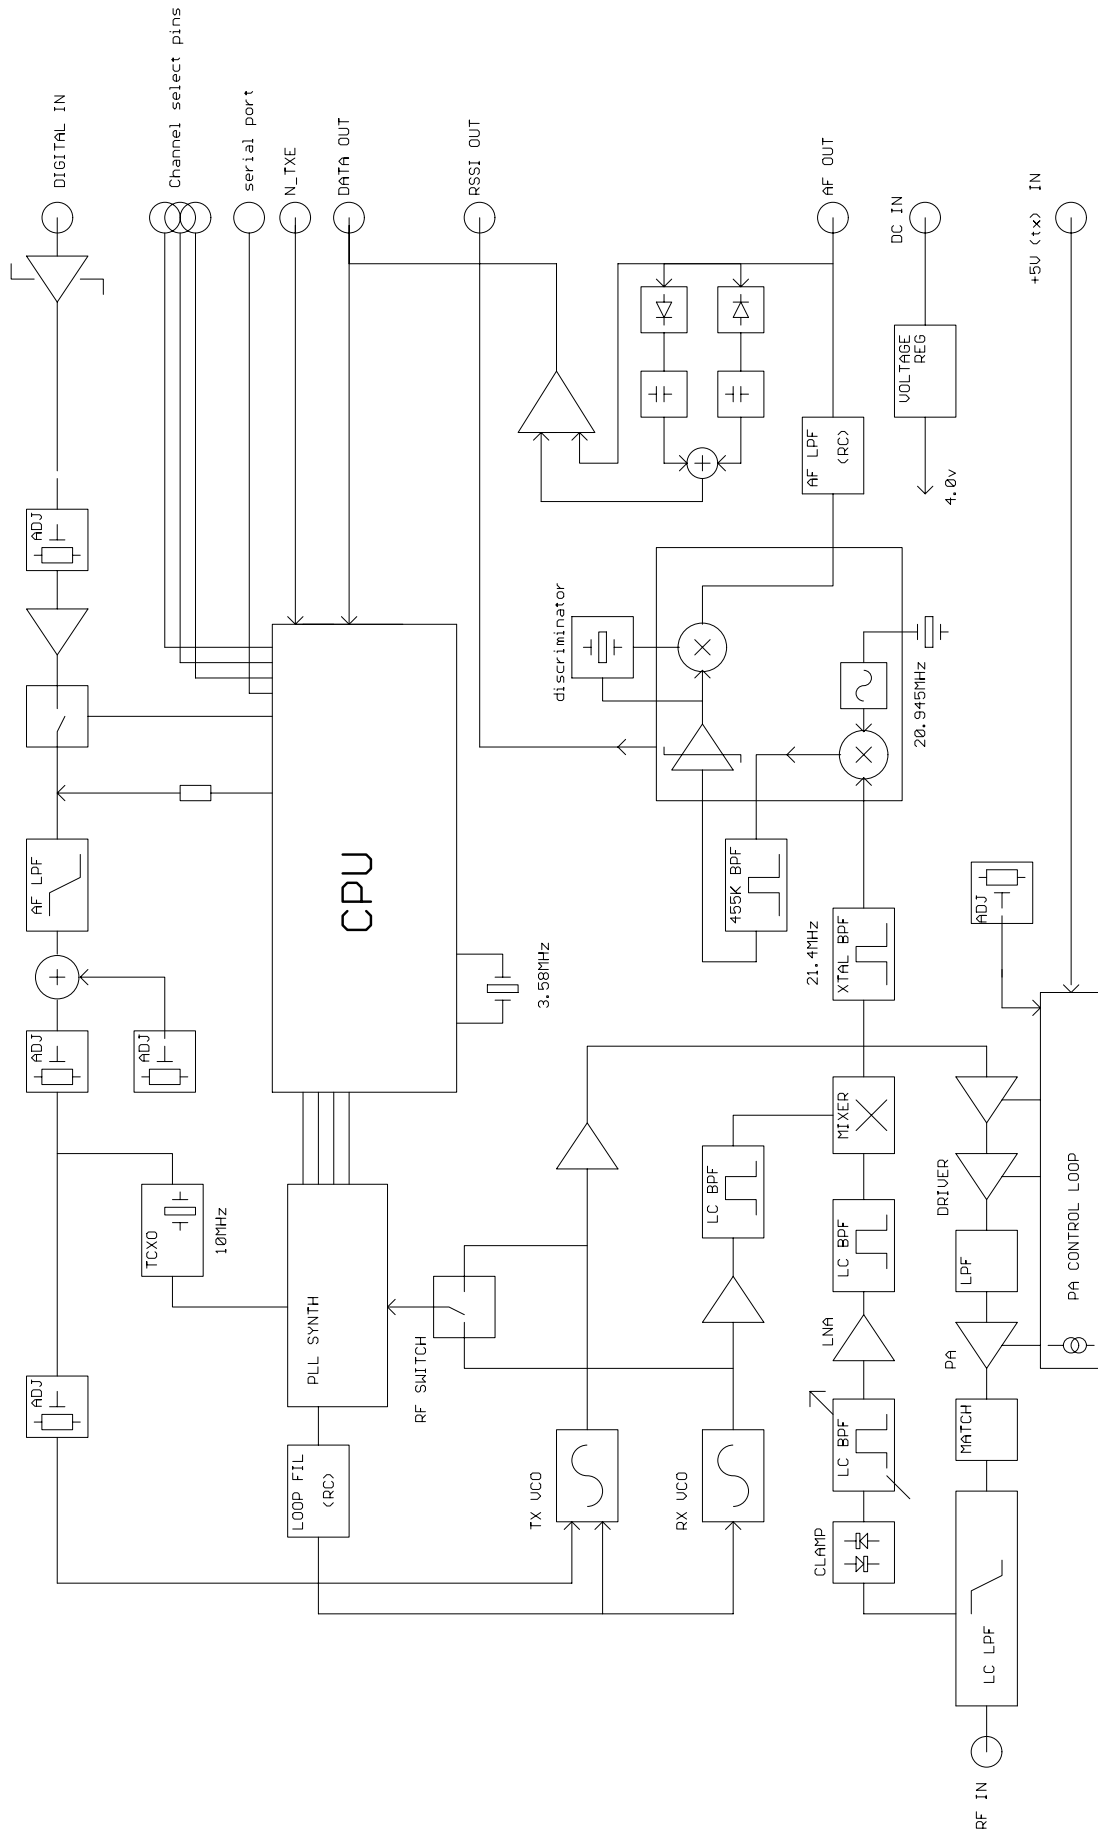 DIGITAL IN
Channel select pins
serial port
N_TXE
DATA OUT
RSSI OUT
AF OUT
DC IN
+5V (tx) IN
ADJ
AF LPF
ADJ
ADJ
ADJ
CPU
3.58MHz
TCXO
10MHz
PLL SYNTH
RF SWITCH
LOOP FIL
(RC)
TX VCO
RX VCO
LC BPF
discriminator
455K BPF
20.945MHz
21.4MHz
XTAL BPF
AF LPF
(RC)
VOLTAGE
REG
4.0v
MIXER
LC BPF
LNA
LC BPF
CLAMP
ADJ
DRIVER
LPF
PA
MATCH
PA CONTROL LOOP
LC LPF
RF IN